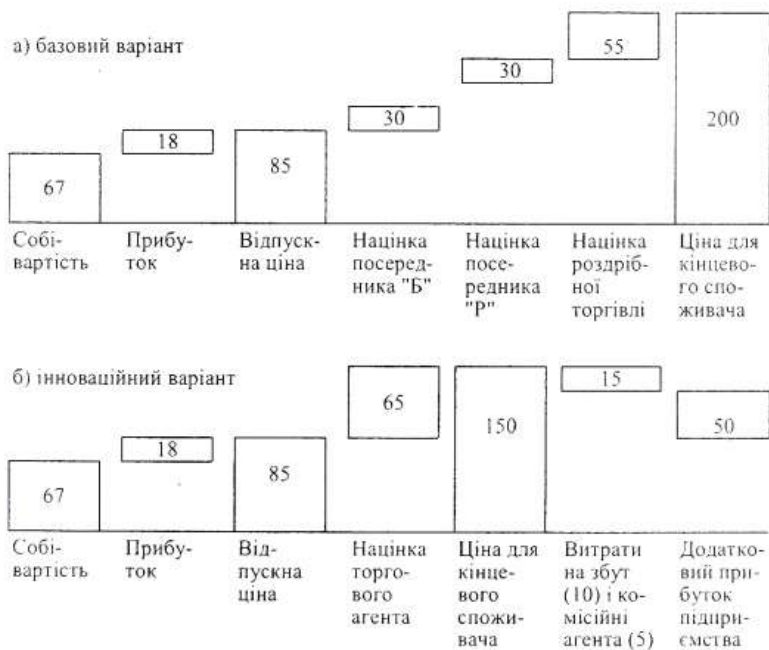 а) базовий варіант
55
30
30
200
18
85
67
Собі-
вартість
Прибу-
ток
Відпуск-
на ціна
Націнка
посеред-
ника "Б"
Націнка
посе-
редника
"Р"
Націнка
роздріб-
ної
торгівлі
Ціна для
кінцево-
го спо-
живача
б) інноваційний варіант
65
150
15
50
18
85
67
Собі-
вартість
Прибу-
ток
Від-
пускна
ціна
Націнка
торго-
вого
агента
Ціна для
кінце-
вого
спожи-
вача
Витрати
на збут
(10) і ко-
місійні
агента (5)
Додатко-
вий при-
буток
підпри-
ємства